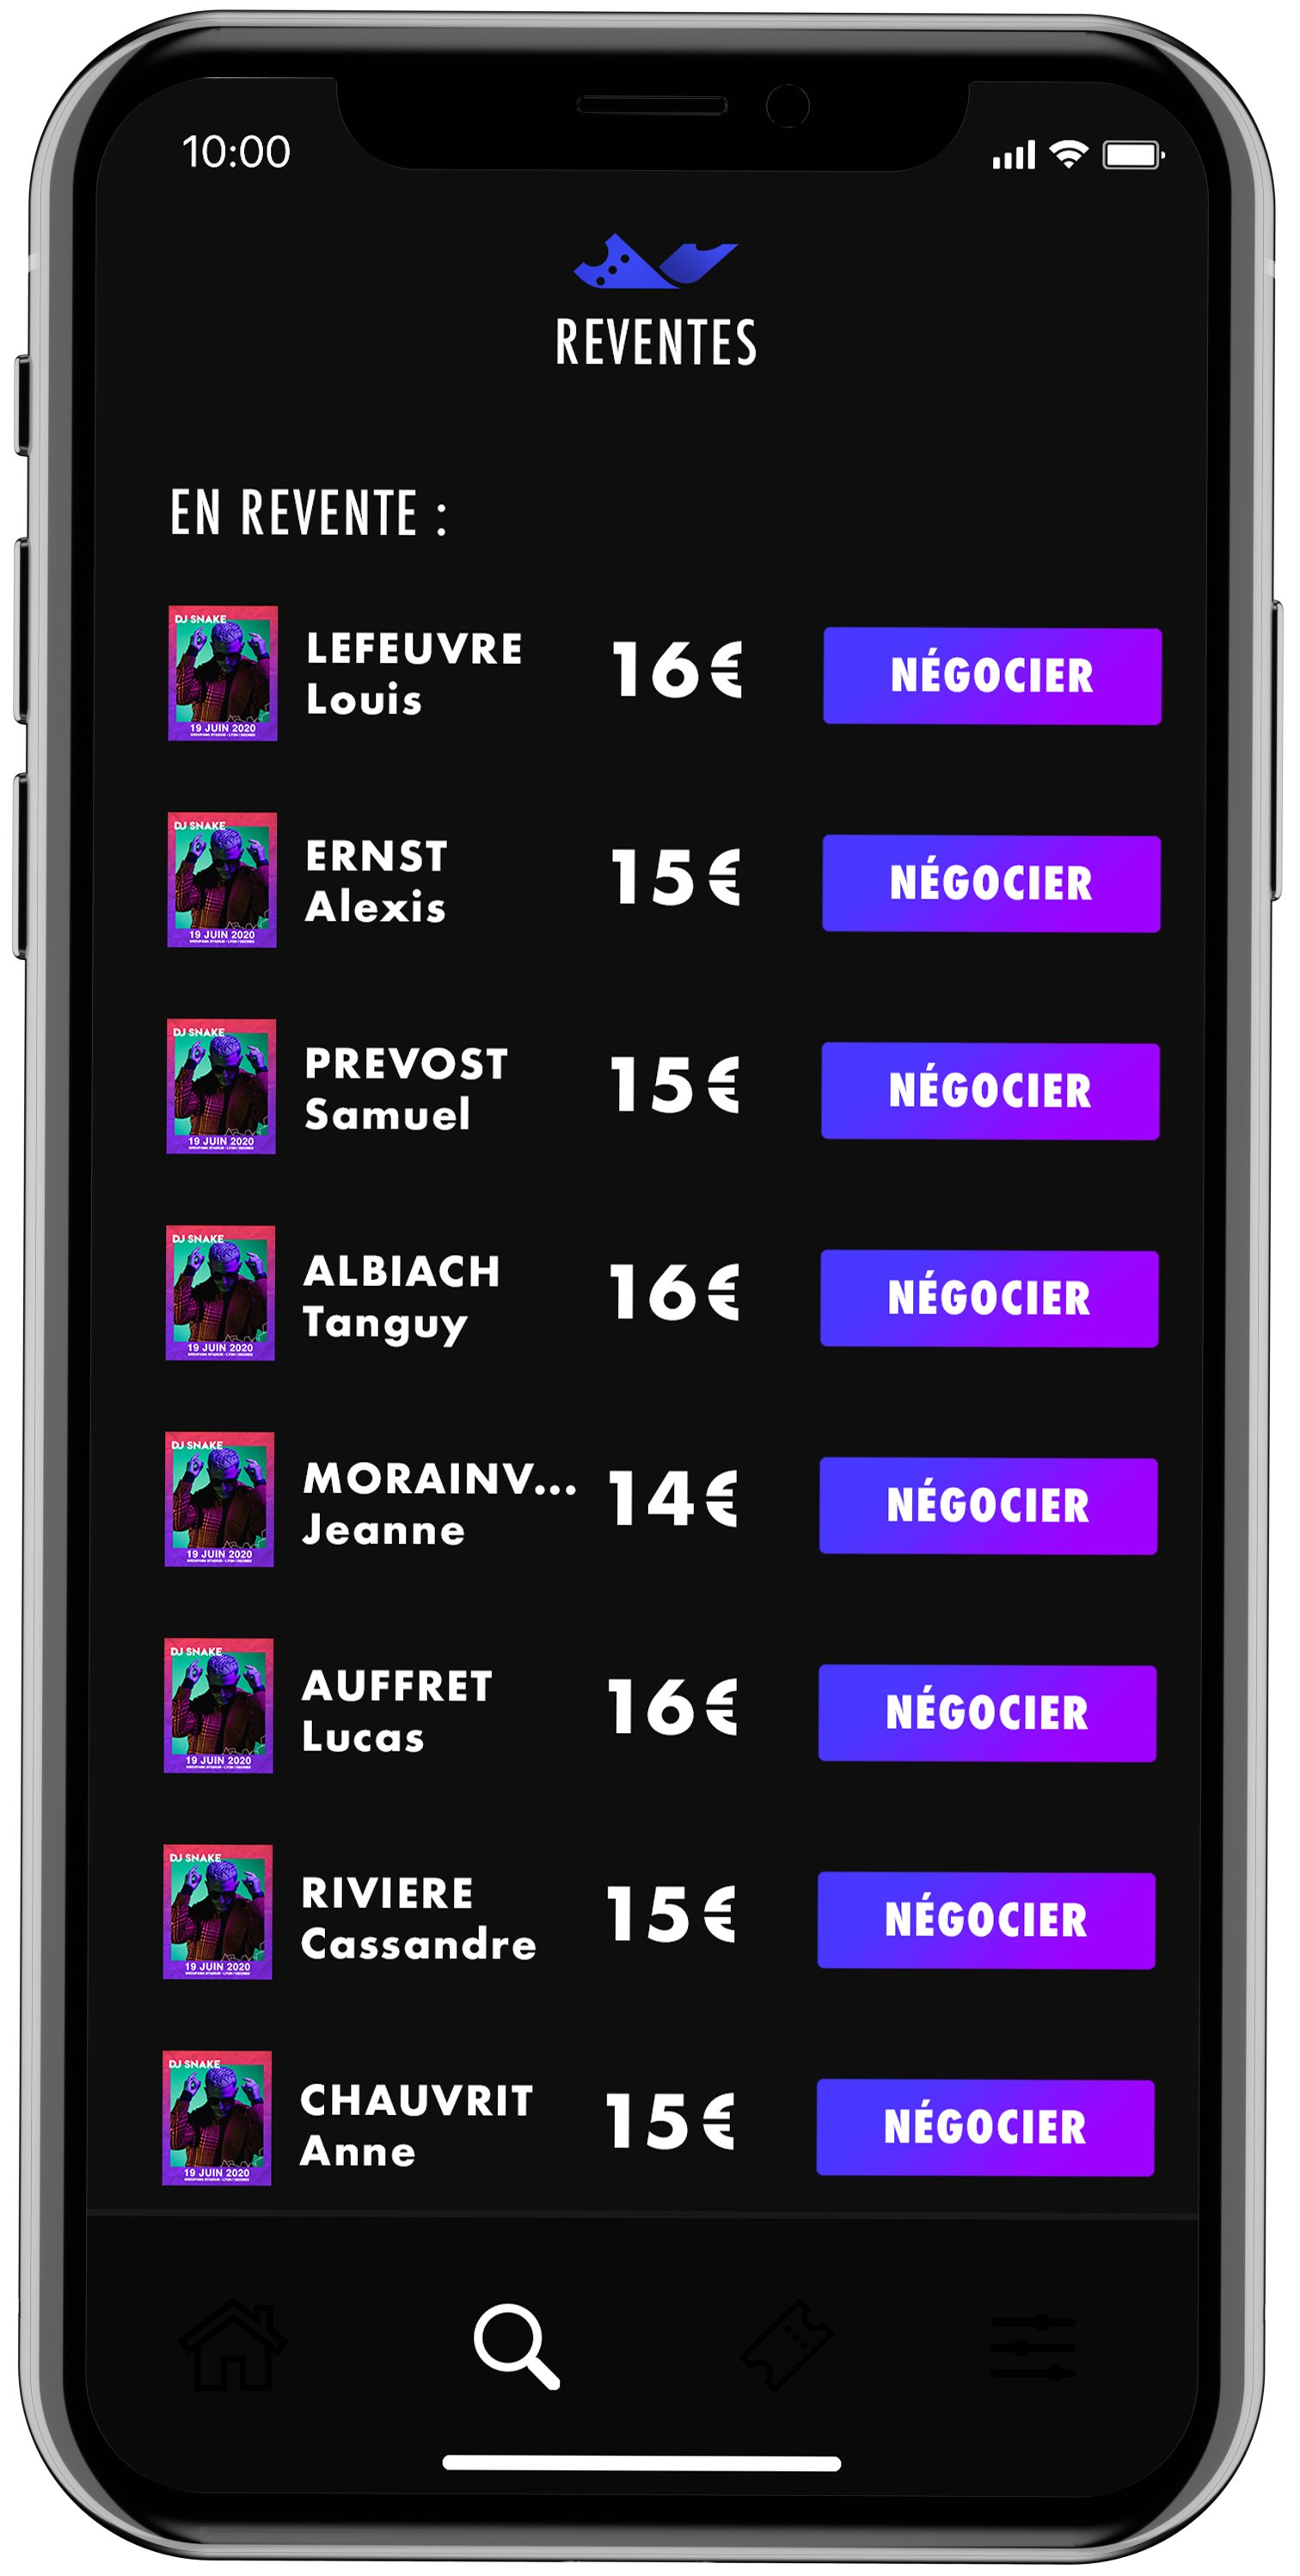 10:00
REVENTES
EN REVENTE :
DJ SNAKE
19 JUIN 2020
LEFEUVRE
Louis
16€
NÉGOCIER
DJ SNAKE
19 JUIN 2020
ERNST
Alexis
15€
NÉGOCIER
DJ SNAKE
19 JUIN 2020
PREVOST
Samuel
15€
NÉGOCIER
DJ SNAKE
19 JUIN 2020
ALBIACH
Tanguy
16€
NÉGOCIER
DJ SNAKE
19 JUIN 2020
MORAINV...
Jeanne
14€
NÉGOCIER
DJ SNAKE
19 JUIN 2020
AUFFRET
Lucas
16€
NÉGOCIER
DJ SNAKE
19 JUIN 2020
RIVIERE
Cassandre
15€
NÉGOCIER
DJ SNAKE
19 JUIN 2020
CHAUVRIT
Anne
15€
NÉGOCIER